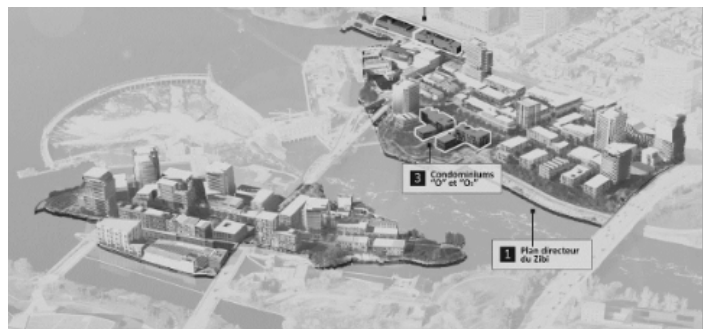 3 Condominiums
"O" et "O₂"
1 Plan directeur
du Zibi